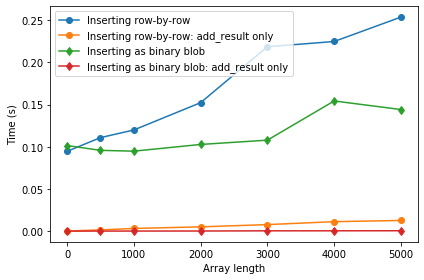 Inserting row-by-row
Inserting row-by-row: add_result only
Inserting as binary blob
Inserting as binary blob: add_result only
Time (s)
0.25
0.20
0.15
0.10
0.05
0.00
0 1000 2000 3000 4000 5000
Array length